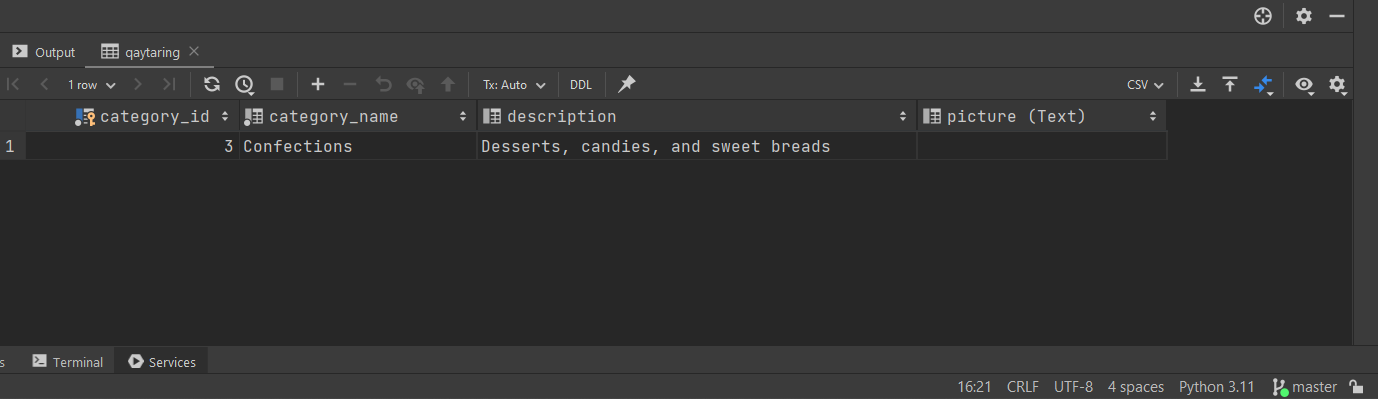 Output qaytaring
1 row Tx: Auto DDL CSV
category_id category_name description picture (Text)
1 3 Confections Desserts, candies, and sweet breads
s Terminal Services
16:21 CRLF UTF-8 4 spaces Python 3.11 master